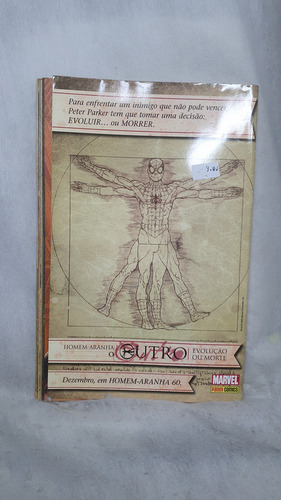 Para enfrentar um inimigo que não pode vencer
Peter Parker tem que tomar uma decisão:
EVOLUIR... ou MORRER.
HOMEM-ARANHA
O OUTRO
EVOLUÇÃO
OU MORTE
Dezembro, em HOMEM-ARANHA 60.
MARVEL
PANINI COMICS